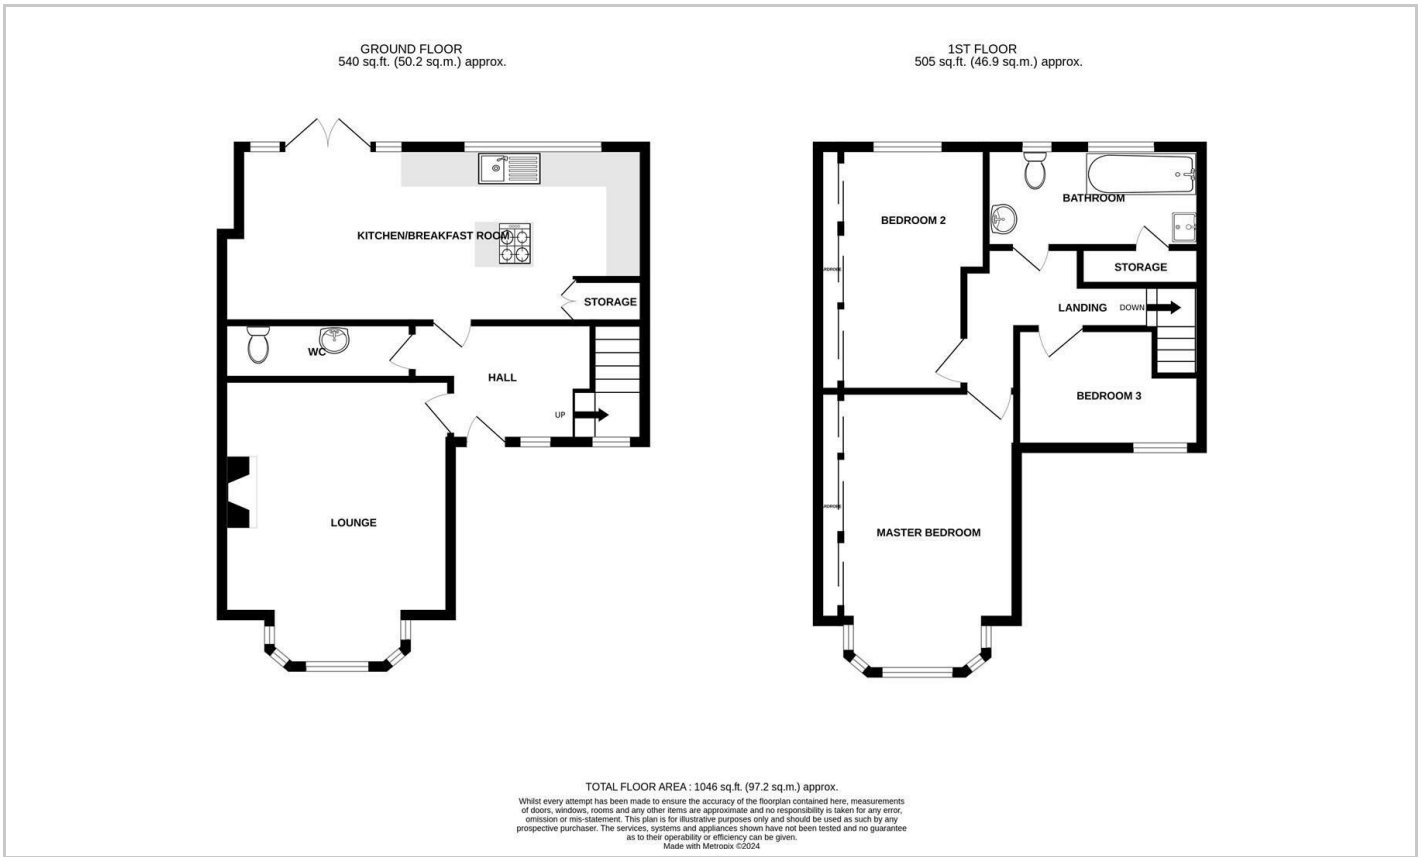 GROUND FLOOR
540 sq.ft. (50.2 sq.m.) approx.
1ST FLOOR
505 sq.ft. (46.9 sq.m.) approx.
KITCHEN/BREAKFAST ROOM
STORAGE
WC
HALL
UP
LOUNGE
BEDROOM 2
BATHROOM
STORAGE
LANDING
DOWN
BEDROOM 3
MASTER BEDROOM
TOTAL FLOOR AREA : 1046 sq.ft. (97.2 sq.m.) approx.
Whilst every attempt has been made to ensure the accuracy of the floorplan contained here, measurements
of doors, windows, rooms and any other items are approximate and no responsibility is taken for any error,
omission or mis-statement. This plan is for illustrative purposes only and should be used as such by any
prospective purchaser. The services, systems and appliances shown have not been tested and no guarantee
as to their operability or efficiency can be given.
Made with Metropix ©2024